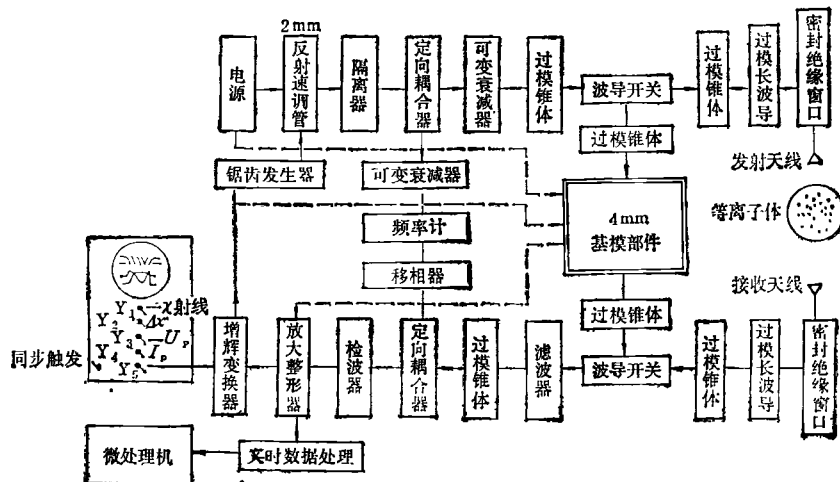 2mm
电源
反射速调管
隔离器
定向耦合器
可变衰减器
过模锥体
波导开关
过模锥体
过模长波导
密封绝缘窗口
过模锥体
发射天线
锯齿发生器
可变衰减器
4mm
基模部件
等离子体
频率计
移相器
接收天线
过模锥体
Y1 χ射线
Y2 Δx
Y3 Up
Y4 Ip
Y5
同步触发
增辉变换器
放大整形器
检波器
定向耦合器
过模锥体
滤波器
波导开关
过模锥体
过模长波导
密封绝缘窗口
微处理机
实时数据处理